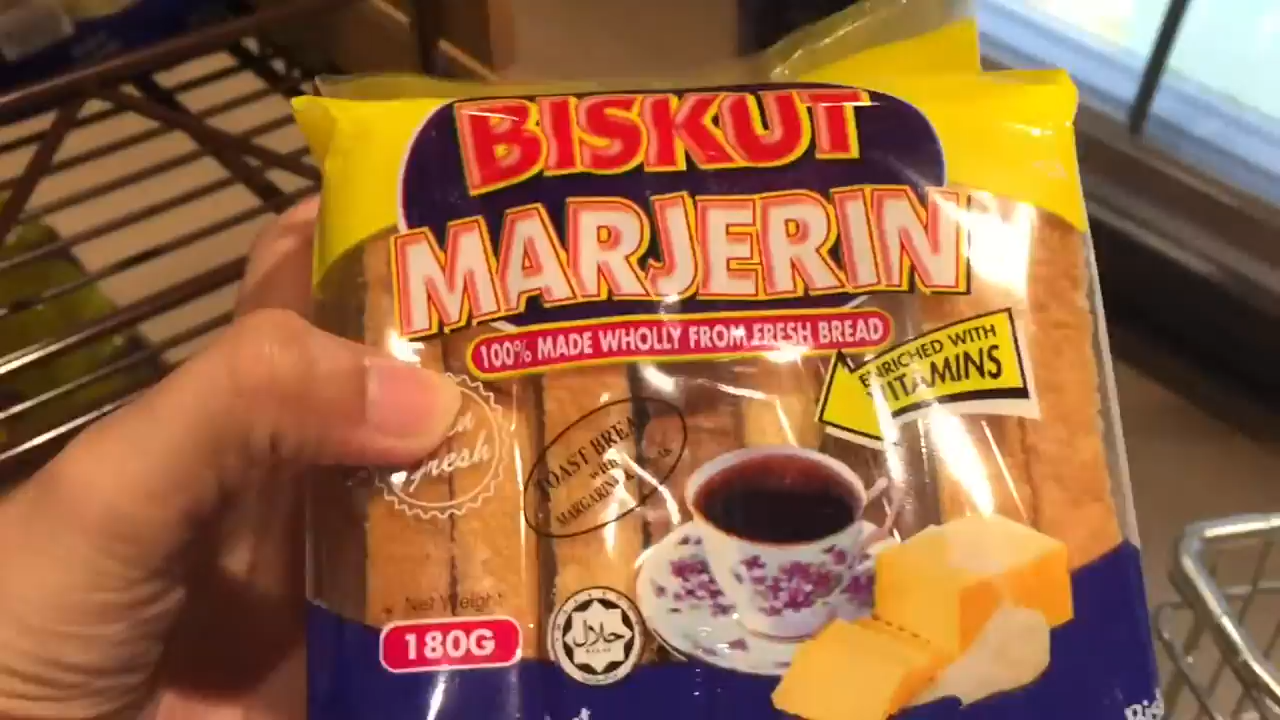 BISKUT
MARJERIN
100% MADE WHOLLY FROM FRESH BREAD
ENRICHED WITH
VITAMINS
fresh
TOAST BREAD
with
MARGARINE
Net Weight
180G
حلال